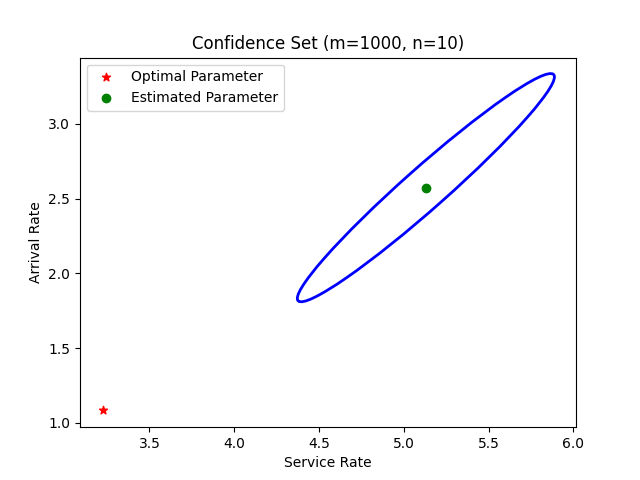 Confidence Set (m=1000, n=10)
Optimal Parameter
Estimated Parameter
Arrival Rate
3.0
2.5
2.0
1.5
1.0
3.5
4.0
4.5
5.0
5.5
6.0
Service Rate